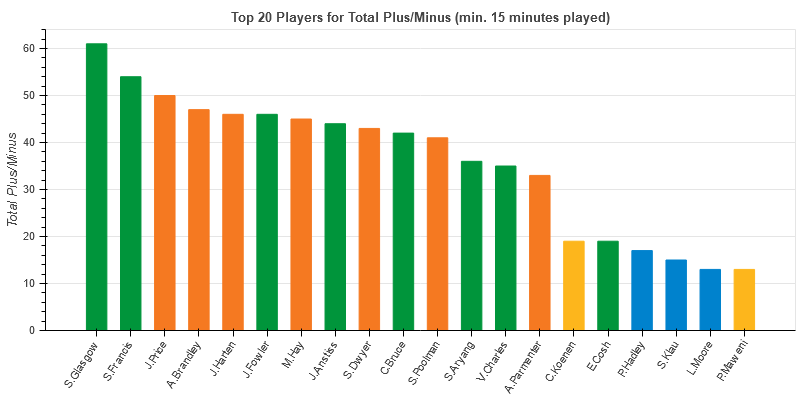 Top 20 Players for Total Plus/Minus (min. 15 minutes played)
Total Plus/Minus
60
50
40
30
20
10
0
S.Glasgow
S.Francis
J.Price
A.Brandley
J.Harten
J.Fowler
M.Hay
J.Anstiss
S.Dwyer
C.Bruce
S.Poolman
S.Aryang
V.Charles
A.Parmenter
C.Koenen
E.Cosh
P.Hadley
S.Klau
L.Moore
P.Maweni